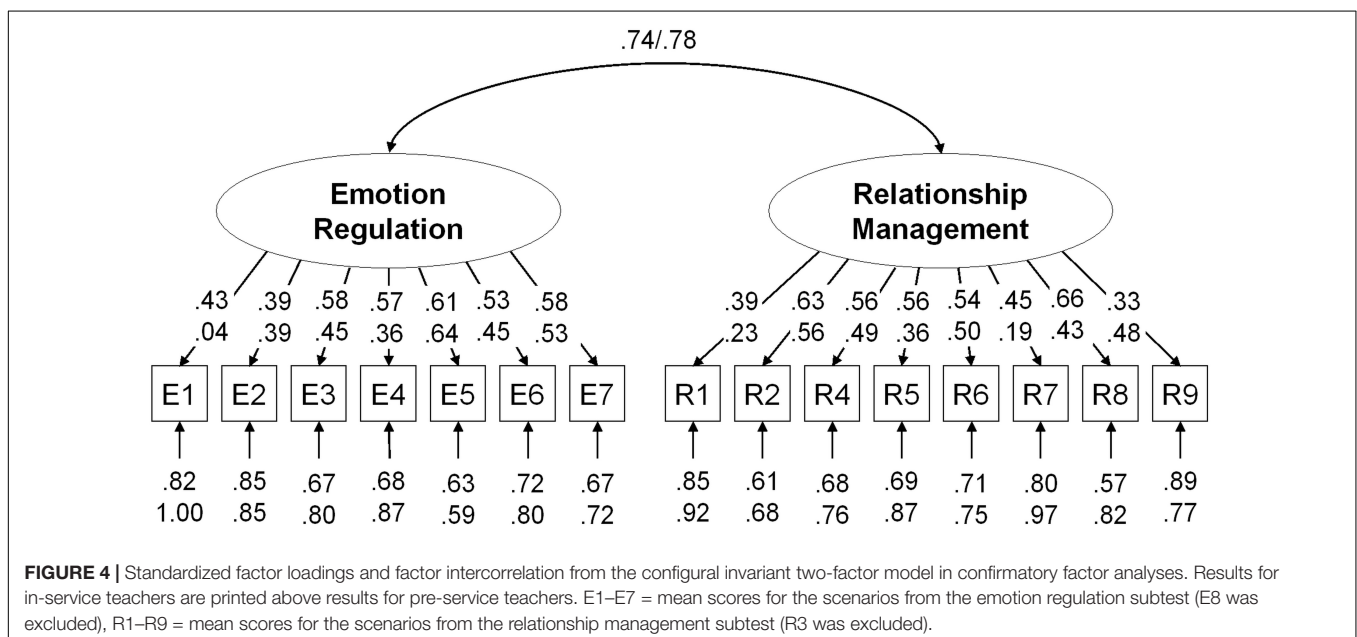 .74/.78
Emotion
Regulation
Relationship
Management
.43 .39 .58 .57 .61 .53 .58
.04 .39 .45 .36 .64 .45 .53
.39 .63 .56 .56 .54 .45 .66 .33
.23 .56 .49 .36 .50 .19 .43 .48
E1 E2 E3 E4 E5 E6 E7
R1 R2 R4 R5 R6 R7 R8 R9
.82 .85 .67 .68 .63 .72 .67
1.00 .85 .80 .87 .59 .80 .72
.85 .61 .68 .69 .71 .80 .57 .89
.92 .68 .76 .87 .75 .97 .82 .77
FIGURE 4 | Standardized factor loadings and factor intercorrelation from the configural invariant two-factor model in confirmatory factor analyses. Results for
in-service teachers are printed above results for pre-service teachers. E1–E7 = mean scores for the scenarios from the emotion regulation subtest (E8 was
excluded), R1–R9 = mean scores for the scenarios from the relationship management subtest (R3 was excluded).